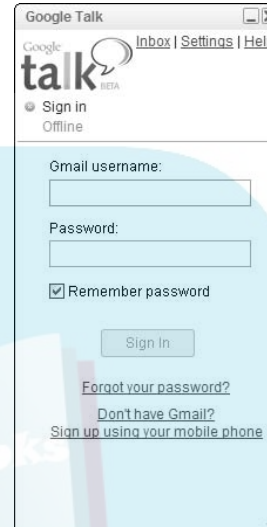 Google Talk
Inbox | Settings | Hel
Google
talk
BETA
Sign in
Offline
Gmail username:
Password:
Remember password
Sign In
Forgot your password?
Don't have Gmail?
Sign up using your mobile phone